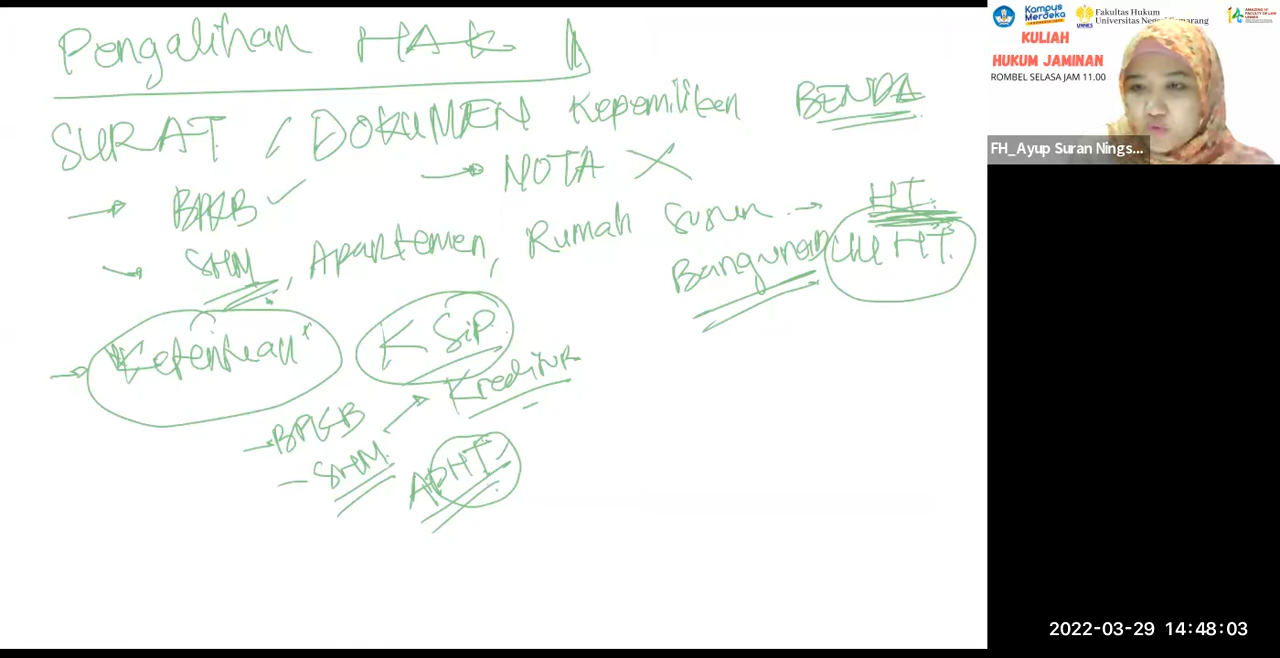 Pengalihan HAK
SURAT / DOKUMEN Kepemilikan BENDA
→ NOTA X
→ BPKB ✓
→ SHM, Apartemen, Rumah Susun → HT.
Bangunan UU HT.
→ "Ketentuan" K SIP.
Kreditur
→ BPKB
- SHM
APHT
KAMPUS MERDEKA
UNNES
Fakultas Hukum
Universitas Negeri Semarang
KULIAH
HUKUM JAMINAN
ROMBEL SELASA JAM 11.00
FH_Ayup Suran Nings...
2022-03-29 14:48:03